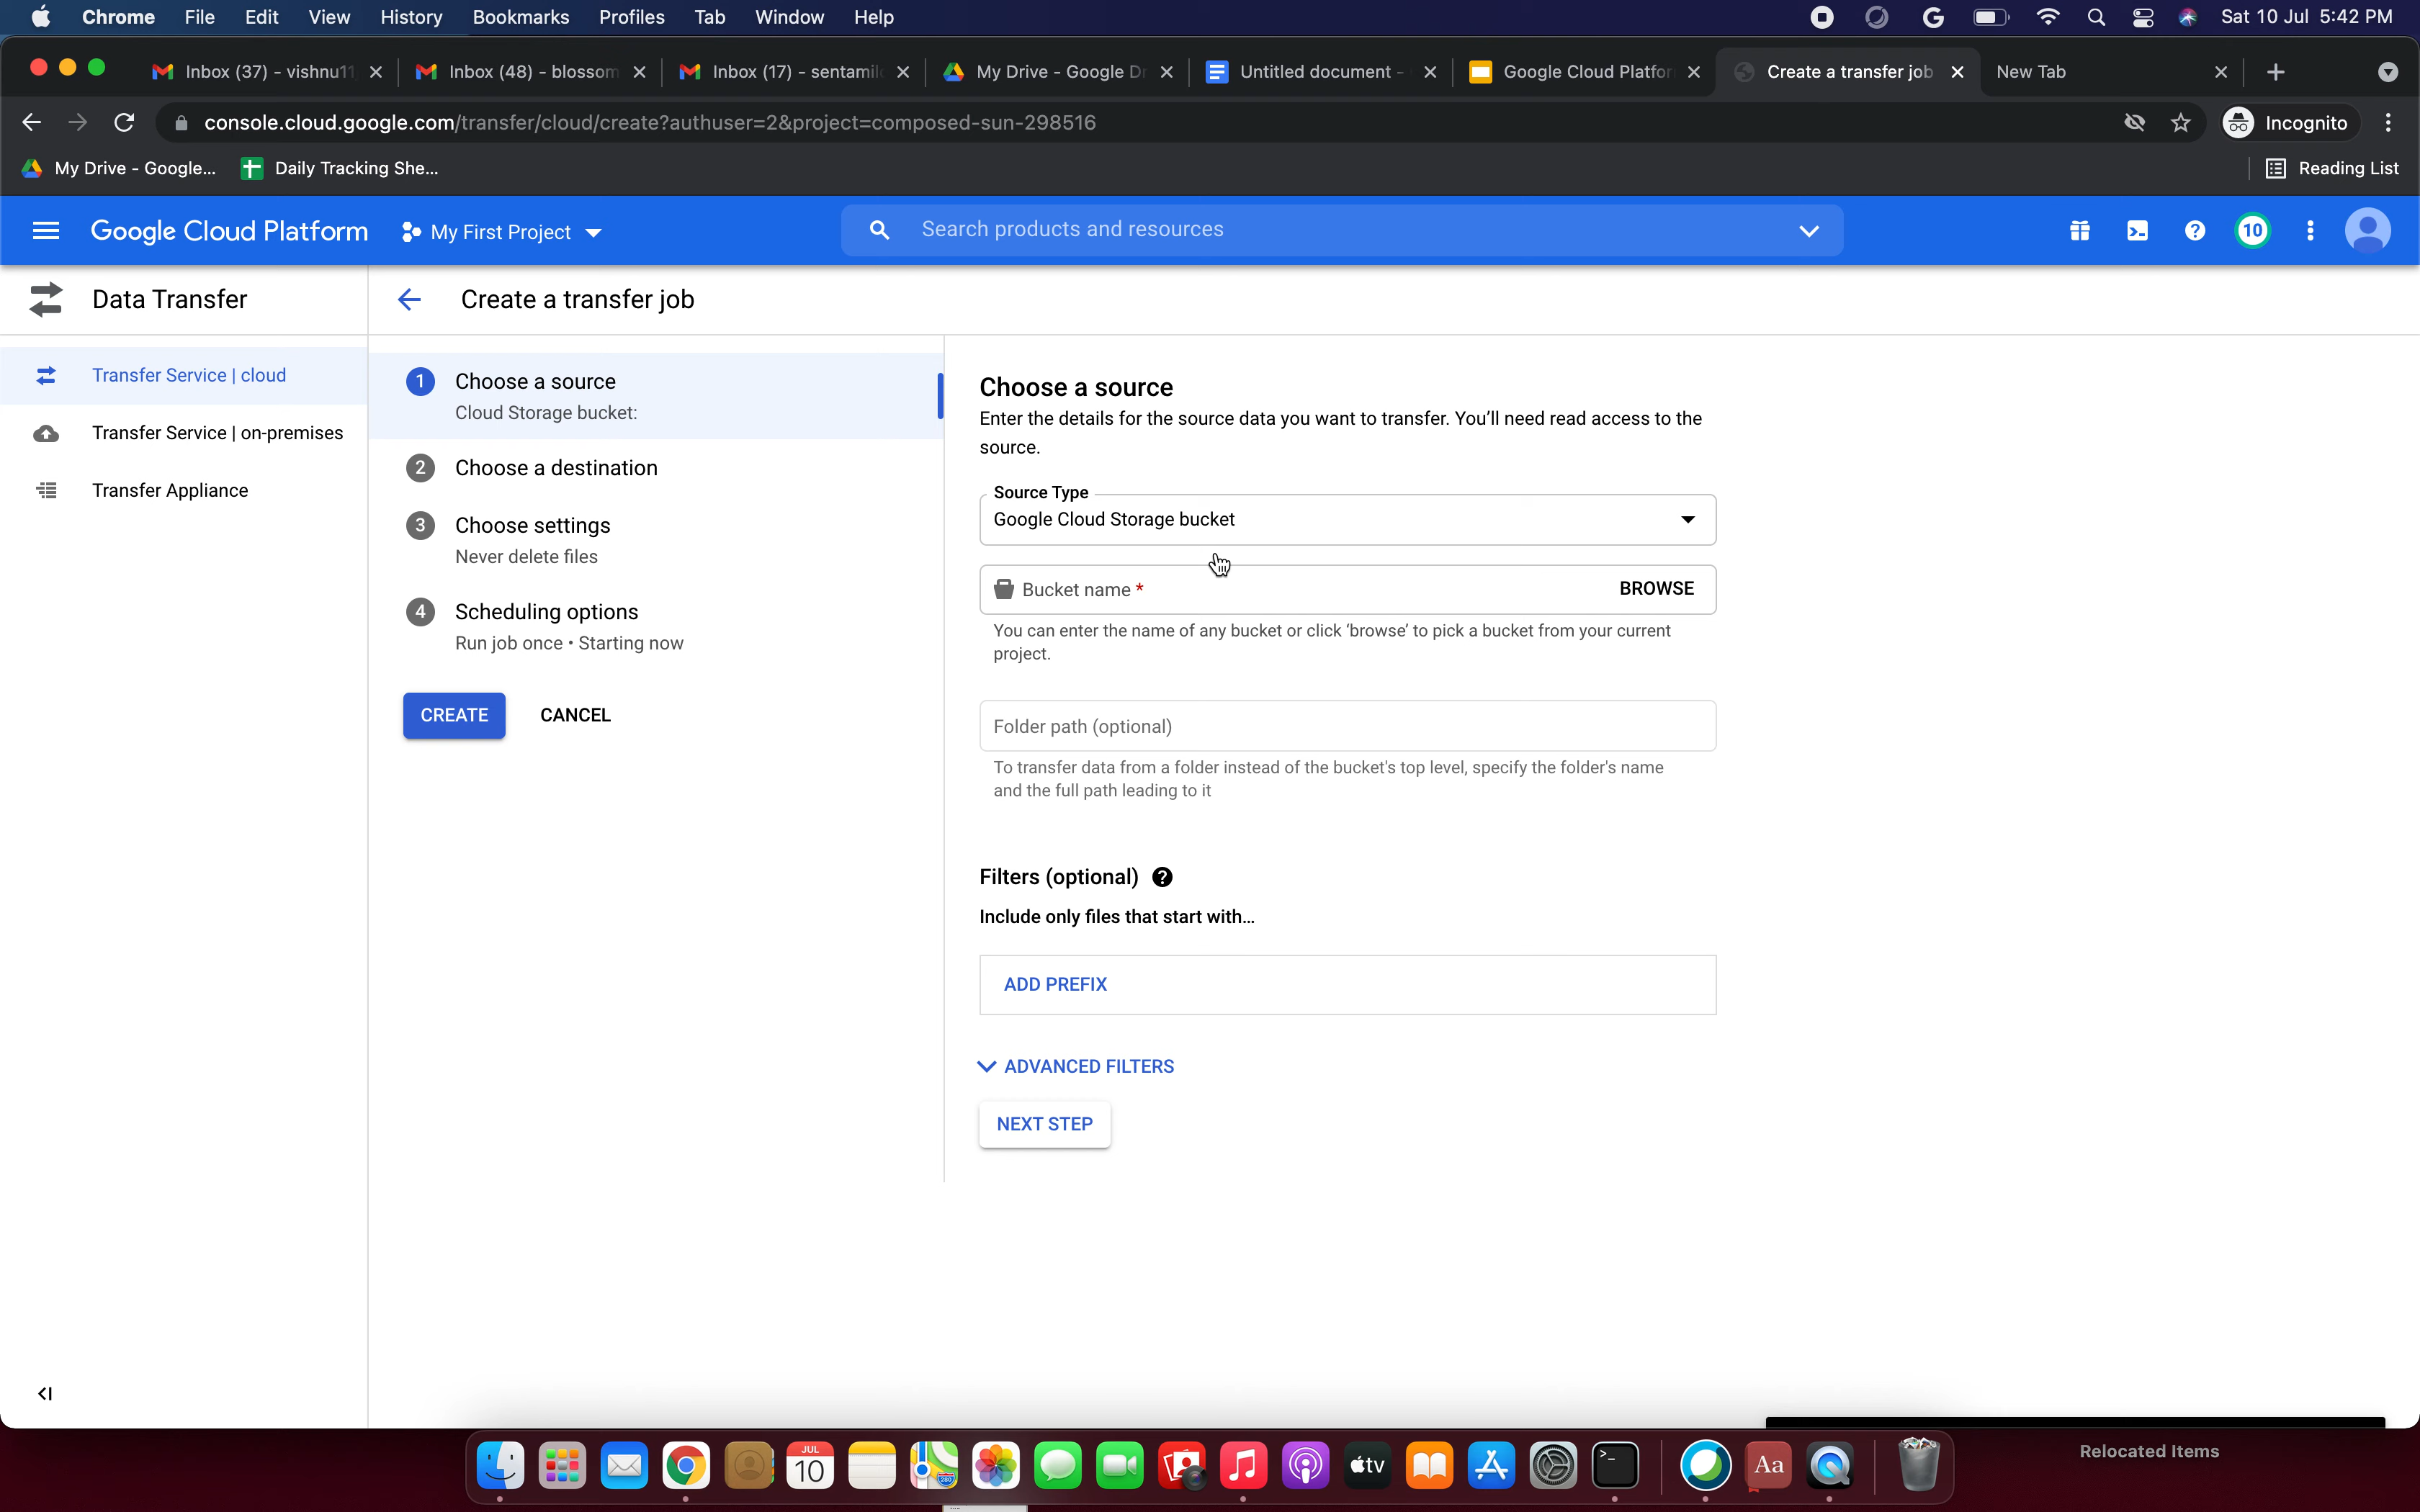 Chrome File Edit View History Bookmarks Profiles Tab Window Help Sat 10 Jul 5:42 PM
Inbox (37) - vishnu11 Inbox (48) - blossom Inbox (17) - sentamil My Drive - Google Dr Untitled document - Google Cloud Platfor Create a transfer job New Tab
console.cloud.google.com/transfer/cloud/create?authuser=2&project=composed-sun-298516 Incognito
My Drive - Google... Daily Tracking She... Reading List
Google Cloud Platform My First Project Search products and resources 10
Data Transfer
Transfer Service | cloud
Transfer Service | on-premises
Transfer Appliance
Create a transfer job
1 Choose a source
Cloud Storage bucket:
2 Choose a destination
3 Choose settings
Never delete files
4 Scheduling options
Run job once • Starting now
CREATE CANCEL
Choose a source
Enter the details for the source data you want to transfer. You'll need read access to the
source.
Source Type
Google Cloud Storage bucket
Bucket name * BROWSE
You can enter the name of any bucket or click 'browse' to pick a bucket from your current
project.
Folder path (optional)
To transfer data from a folder instead of the bucket's top level, specify the folder's name
and the full path leading to it
Filters (optional)
Include only files that start with...
ADD PREFIX
ADVANCED FILTERS
NEXT STEP
Relocated Items
JUL
10
280
tv
Aa